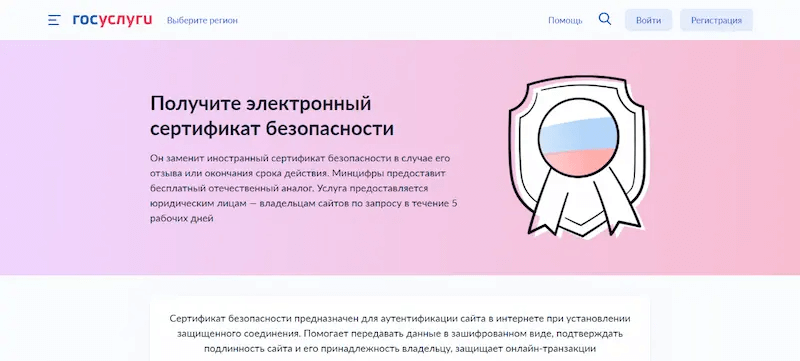 госуслуги Выберите регион Помощь Войти Регистрация
Получите электронный
сертификат безопасности
Он заменит иностранный сертификат безопасности в случае его
отзыва или окончания срока действия. Минцифры предоставит
бесплатный отечественный аналог. Услуга предоставляется
юридическим лицам — владельцам сайтов по запросу в течение 5
рабочих дней
Сертификат безопасности предназначен для аутентификации сайта в интернете при установлении
защищенного соединения. Помогает передавать данные в зашифрованном виде, подтверждать
подлинность сайта и его принадлежность владельцу, защищает онлайн-транзакции